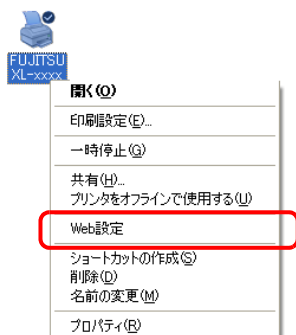 FUJITSU
XL-xxxx
開く(O)
印刷設定(E)...
一時停止(G)
共有(H)...
プリンタをオフラインで使用する(U)
Web設定
ショートカットの作成(S)
削除(D)
名前の変更(M)
プロパティ(R)